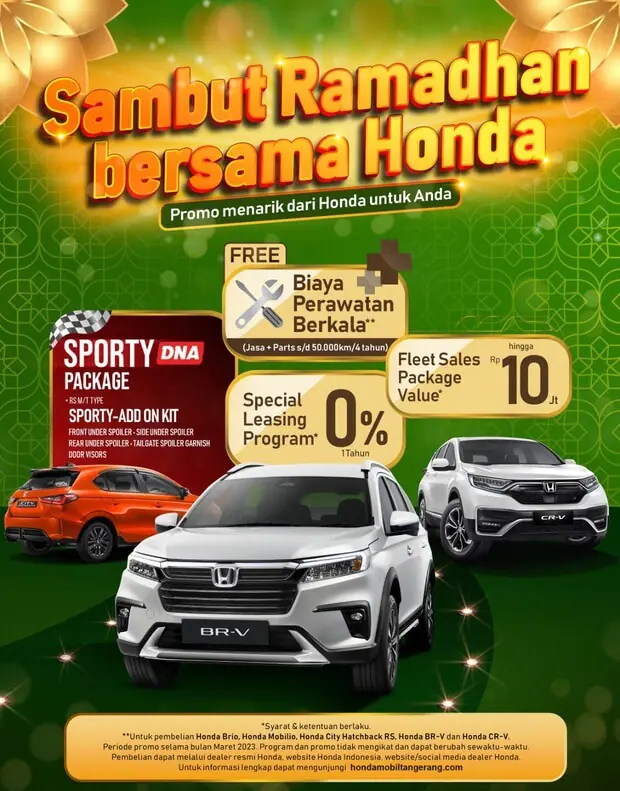 Sambut Ramadhan
bersama Honda
Promo menarik dari Honda untuk Anda
FREE
Biaya
Perawatan
Berkala**
(Jasa + Parts s/d 50.000km/4 tahun)
SPORTY DNA
PACKAGE
+ RS M/T TYPE
SPORTY-ADD ON KIT
FRONT UNDER SPOILER - SIDE UNDER SPOILER
REAR UNDER SPOILER - TAILGATE SPOILER GARNISH
DOOR VISORS
Special
Leasing
Program*
0%
1 Tahun
Fleet Sales
Package
Value*
hingga
Rp 10 Jt
CITY
CR-V
BR-V
*Syarat & ketentuan berlaku.
**Untuk pembelian Honda Brio, Honda Mobilio, Honda City Hatchback RS, Honda BR-V dan Honda CR-V.
Periode promo selama bulan Maret 2023. Program dan promo tidak mengikat dan dapat berubah sewaktu-waktu.
Pembelian dapat melalui dealer resmi Honda, website Honda Indonesia, website/social media dealer Honda.
Untuk informasi lengkap dapat mengunjungi hondamobiltangerang.com